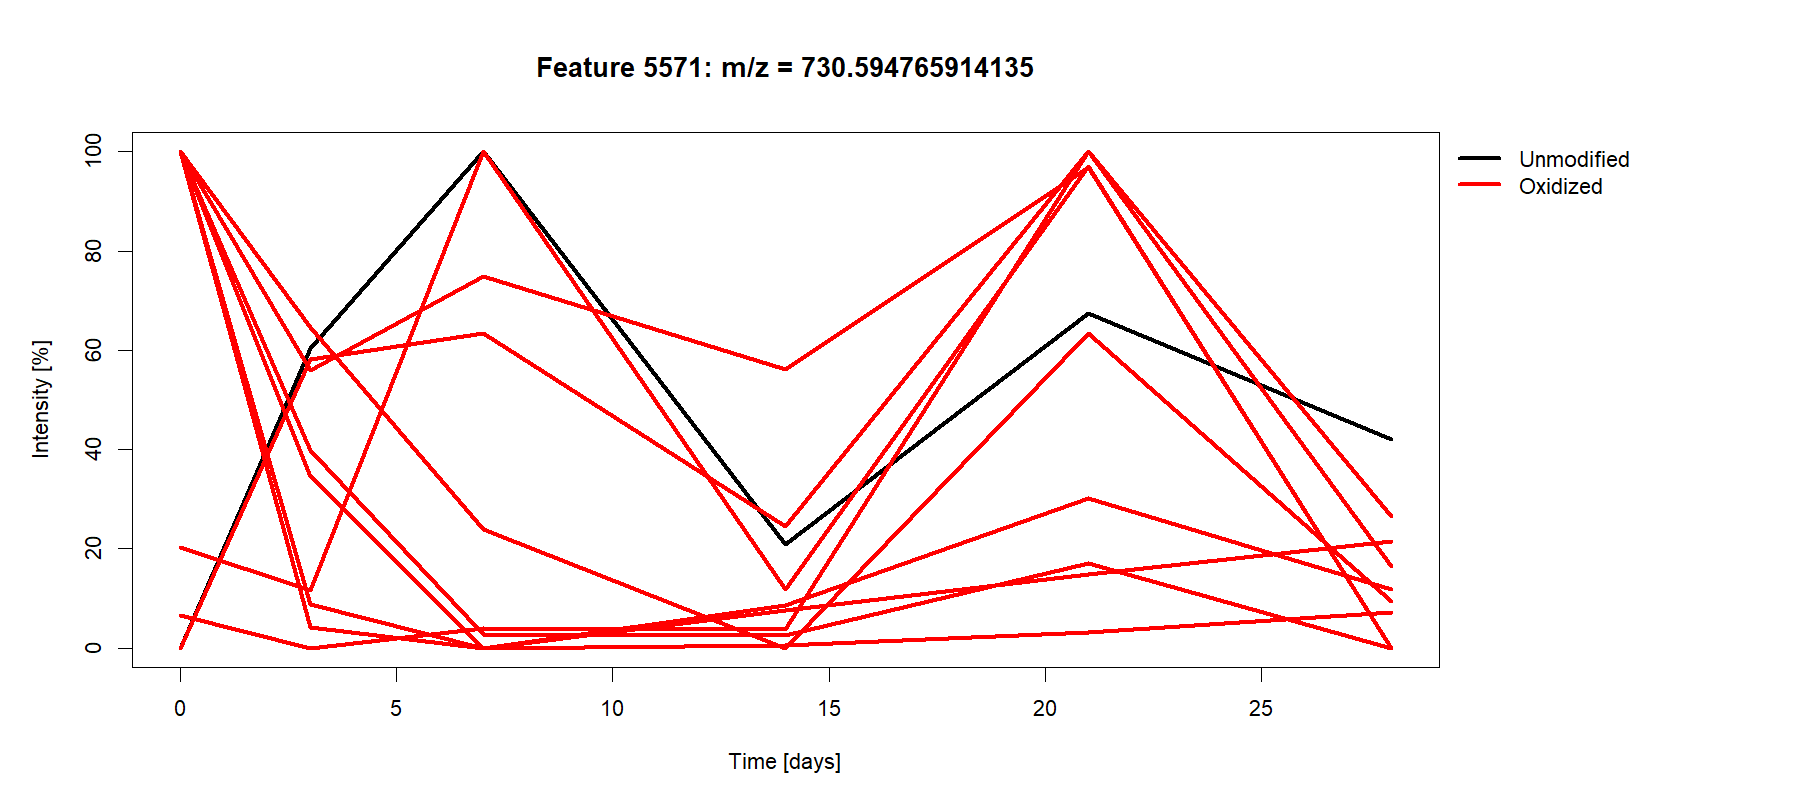 Feature 5571: m/z = 730.594765914135
Unmodified
Oxidized
Intensity [%]
100
80
60
40
20
0
0 5 10 15 20 25
Time [days]